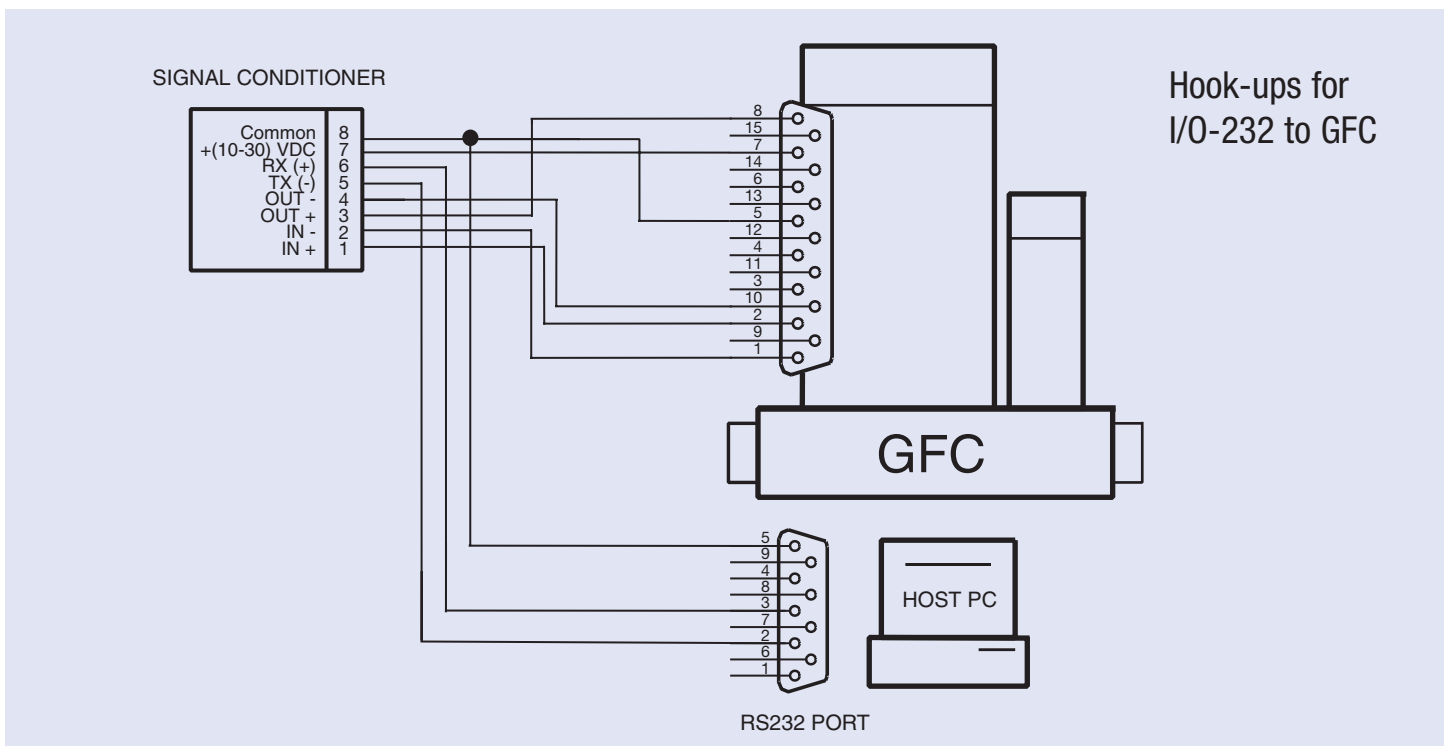 SIGNAL CONDITIONER
Common 8
+(10-30) VDC 7
RX (+) 6
TX (-) 5
OUT - 4
OUT + 3
IN - 2
IN + 1
8
15
7
14
6
13
5
12
4
11
3
10
2
9
1
Hook-ups for
I/O-232 to GFC
GFC
5
9
4
8
3
7
2
6
1
HOST PC
RS232 PORT